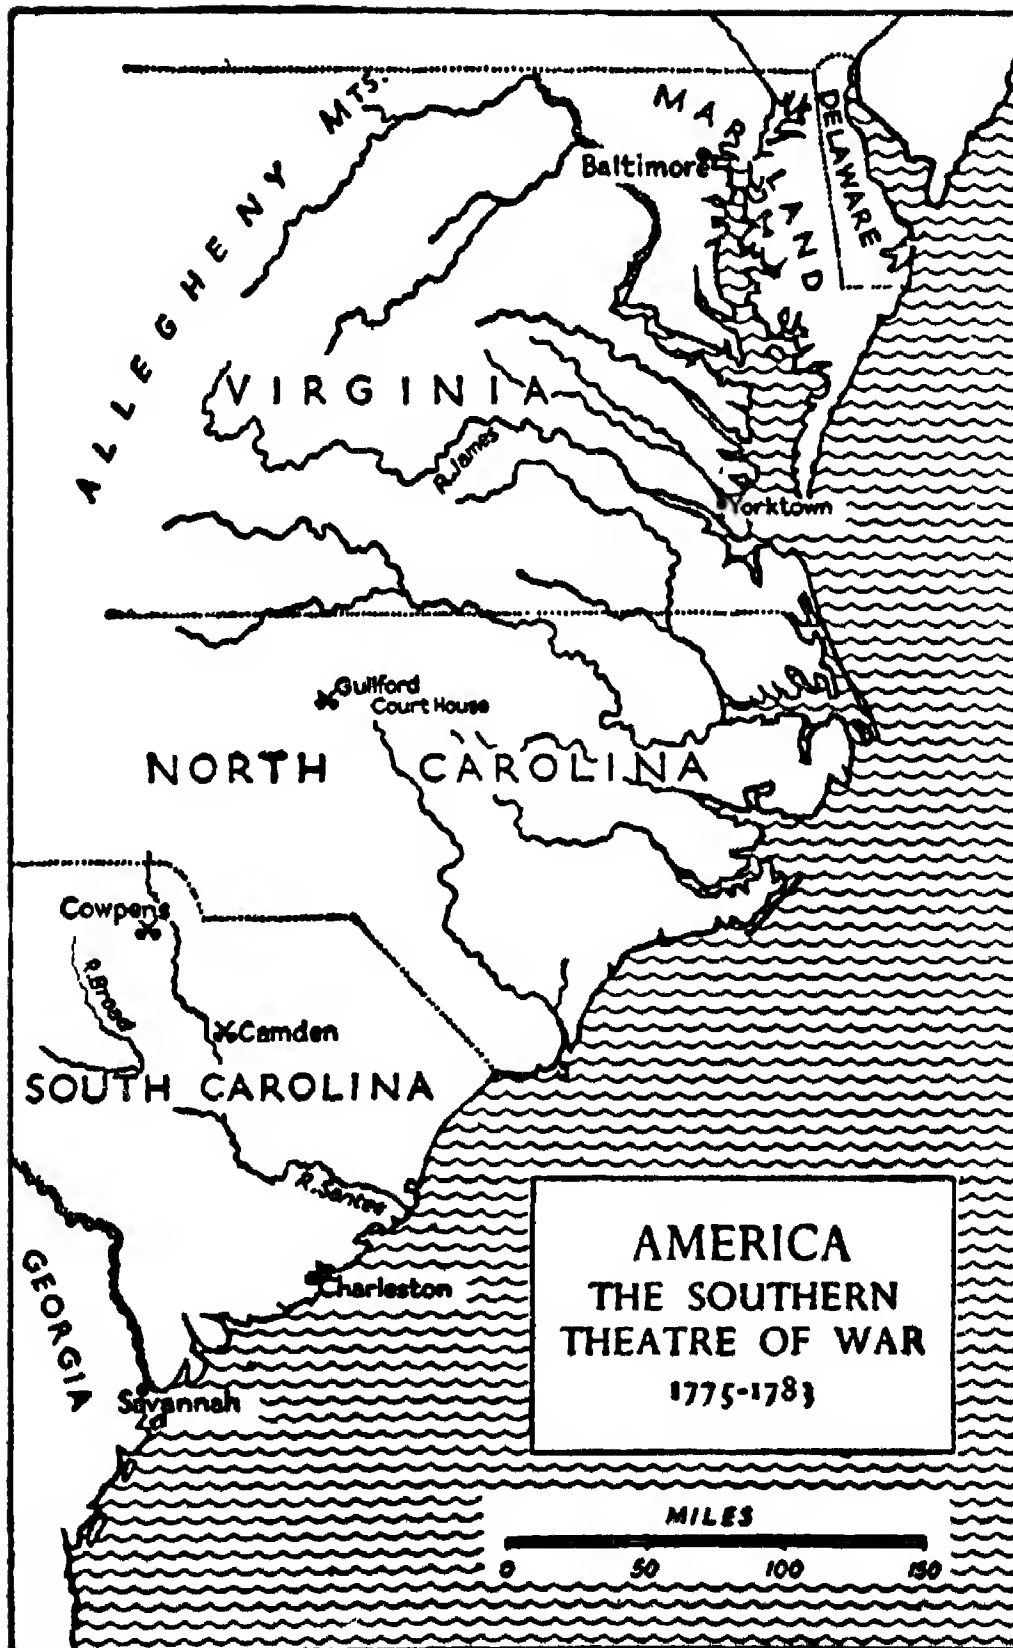 ALLEGHENY MTS.
MARYLAND
DELAWARE
Baltimore
VIRGINIA
R. James
Yorktown
Guilford
Court House
NORTH CAROLINA
Cowpens
R. Broad
Camden
SOUTH CAROLINA
R. Santee
GEORGIA
Charleston
Savannah
AMERICA
THE SOUTHERN
THEATRE OF WAR
1775-1783
MILES
0 50 100 150